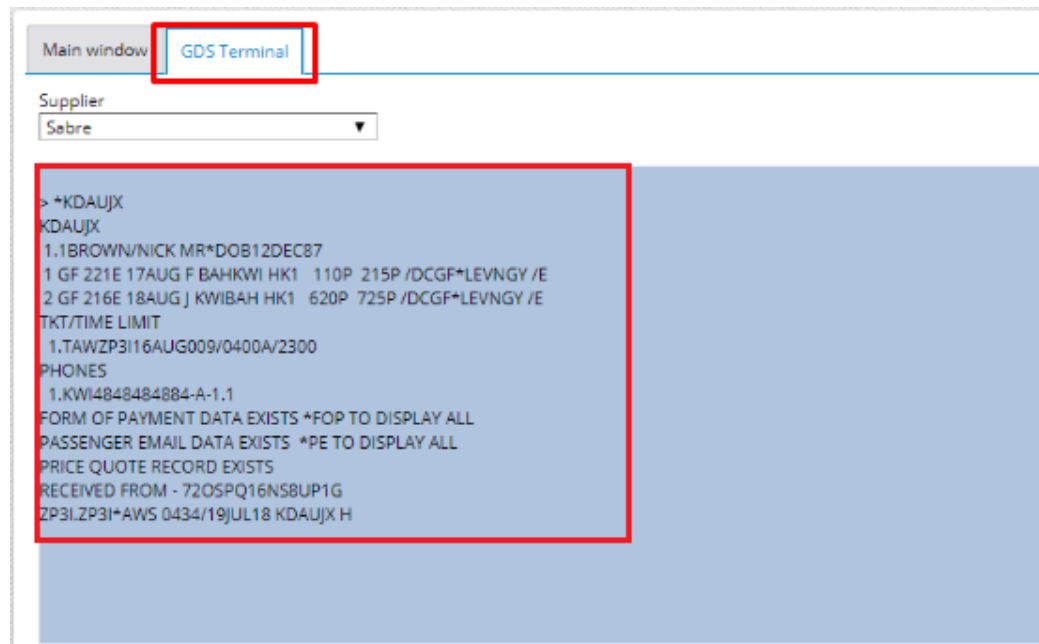 Main window
GDS Terminal
Supplier
Sabre
> *KDAUJX
KDAUJX
1.1BROWN/NICK MR*DOB12DEC87
1 GF 221E 17AUG F BAHKWI HK1 110P 215P /DCGF*LEVNGY /E
2 GF 216E 18AUG J KWIBAH HK1 620P 725P /DCGF*LEVNGY /E
TKT/TIME LIMIT
1.TAWZP3I16AUG009/0400A/2300
PHONES
1.KWI4848484884-A-1.1
FORM OF PAYMENT DATA EXISTS *FOP TO DISPLAY ALL
PASSENGER EMAIL DATA EXISTS *PE TO DISPLAY ALL
PRICE QUOTE RECORD EXISTS
RECEIVED FROM - 72OSPQ16NS8UP1G
ZP3I.ZP3I*AWS 0434/19JUL18 KDAUJX H